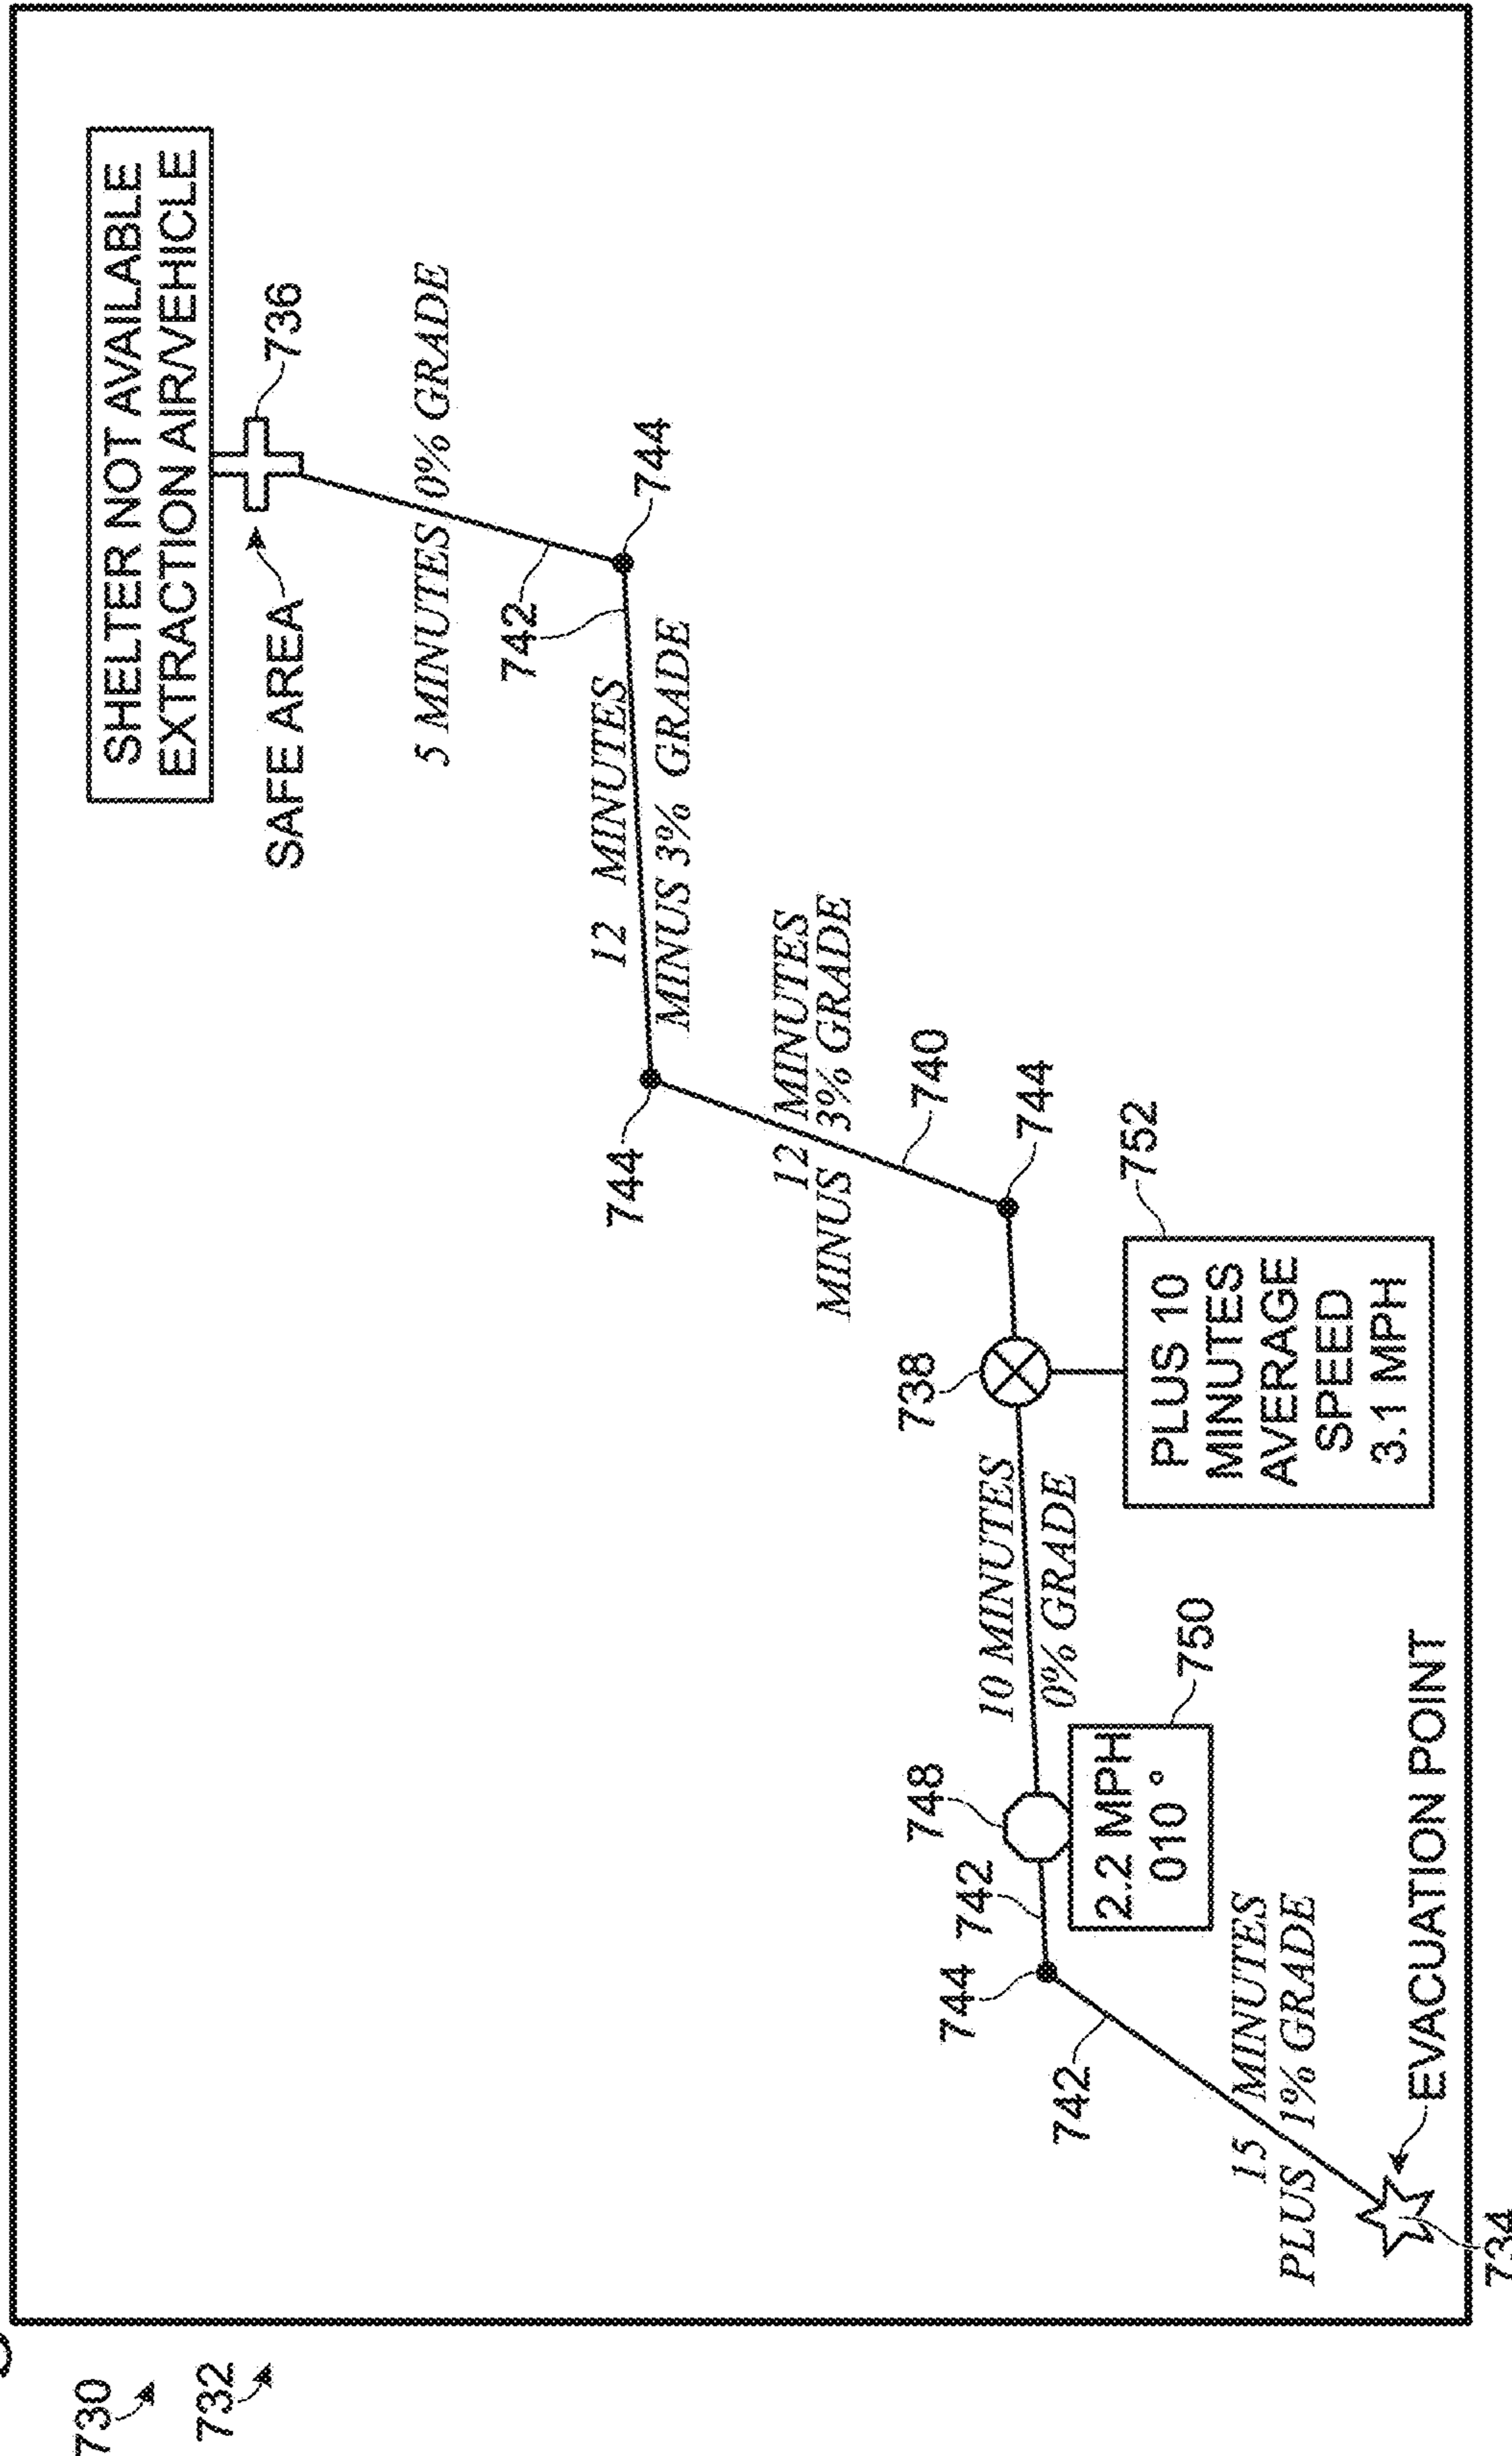 730
732
SHELTER NOT AVAILABLE
EXTRACTION AIR/VEHICLE
736
SAFE AREA
5 MINUTES 0% GRADE
742
744
12 MINUTES
MINUS 3% GRADE
744
12 MINUTES
MINUS 3% GRADE
740
744
738
752
PLUS 10
MINUTES
AVERAGE
SPEED
3.1 MPH
10 MINUTES
0% GRADE
748
750
2.2 MPH
010 °
742
744
742
15 MINUTES
PLUS 1% GRADE
EVACUATION POINT
734